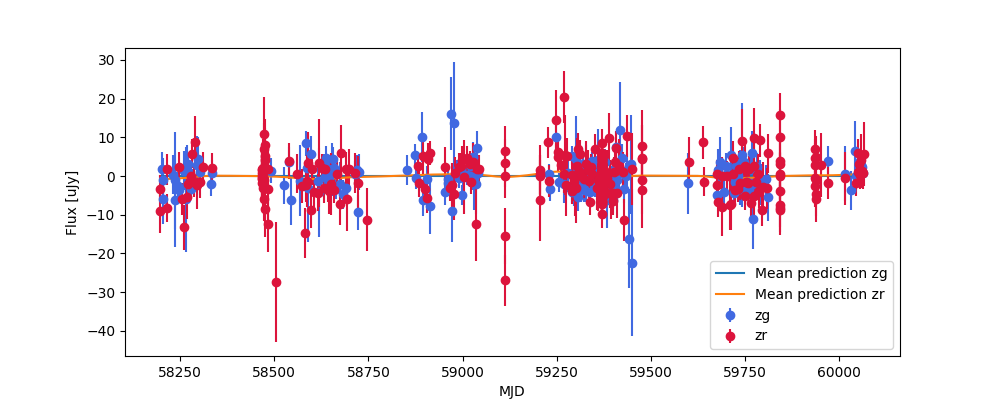 30
20
10
0
−10
−20
−30
−40
Flux [uJy]
58250 58500 58750 59000 59250 59500 59750 60000
MJD
Mean prediction zg
Mean prediction zr
zg
zr